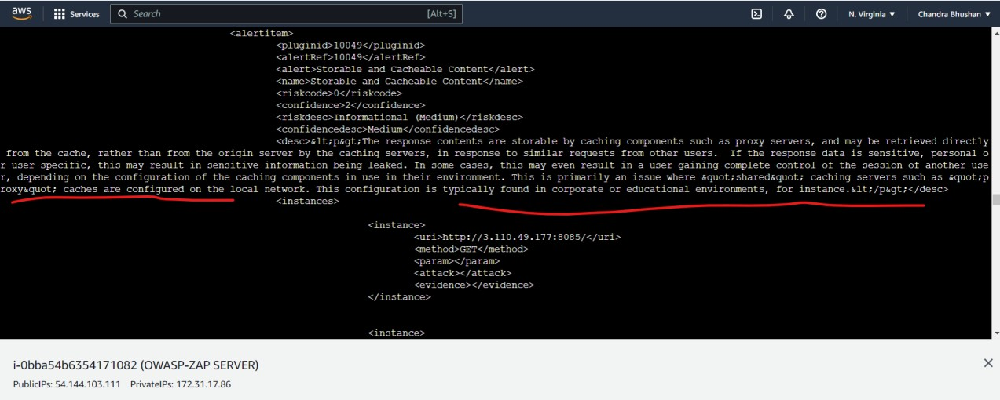 aws Services Search [Alt+S] N. Virginia ▼ Chandra Bhushan ▼
<alertitem>
<pluginid>10049</pluginid>
<alertRef>10049</alertRef>
<alert>Storable and Cacheable Content</alert>
<name>Storable and Cacheable Content</name>
<riskcode>0</riskcode>
<confidence>2</confidence>
<riskdesc>Informational (Medium)</riskdesc>
<confidencedesc>Medium</confidencedesc>
<desc>&lt;p&gt;The response contents are storable by caching components such as proxy servers, and may be retrieved directly
from the cache, rather than from the origin server by the caching servers, in response to similar requests from other users.  If the response data is sensitive, personal o
r user-specific, this may result in sensitive information being leaked. In some cases, this may even result in a user gaining complete control of the session of another use
r, depending on the configuration of the caching components in use in their environment. This is primarily an issue where &quot;shared&quot; caching servers such as &quot;p
roxy&quot; caches are configured on the local network. This configuration is typically found in corporate or educational environments, for instance.&lt;/p&gt;</desc>
<instances>
<instance>
<uri>http://3.110.49.177:8085/</uri>
<method>GET</method>
<param></param>
<attack></attack>
<evidence></evidence>
</instance>
<instance>
i-0bba54b6354171082 (OWASP-ZAP SERVER)
PublicIPs: 54.144.103.111 PrivateIPs: 172.31.17.86